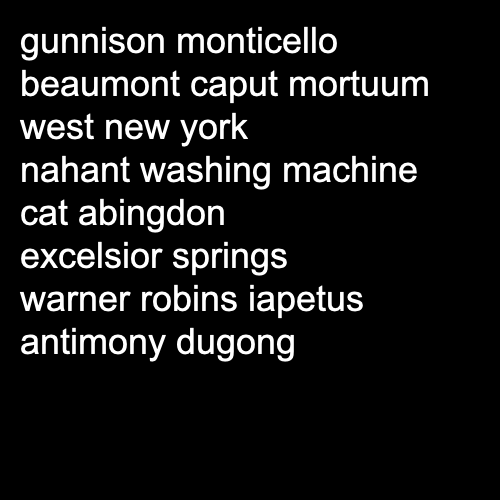 gunnison monticello
beaumont caput mortuum
west new york
nahant washing machine
cat abingdon
excelsior springs
warner robins iapetus
antimony dugong